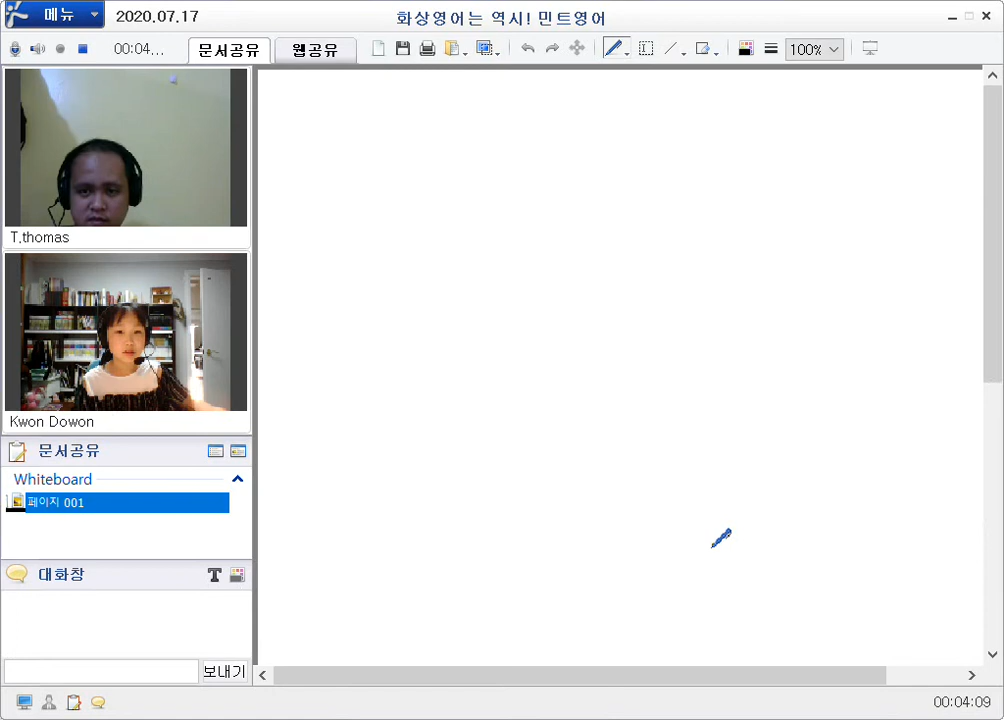 메뉴
2020.07.17
화상영어는 역시! 민트영어
00:04...
문서공유
웹공유
100%
T.thomas
Kwon Dowon
문서공유
Whiteboard
페이지 001
대화창
T
보내기
00:04:09